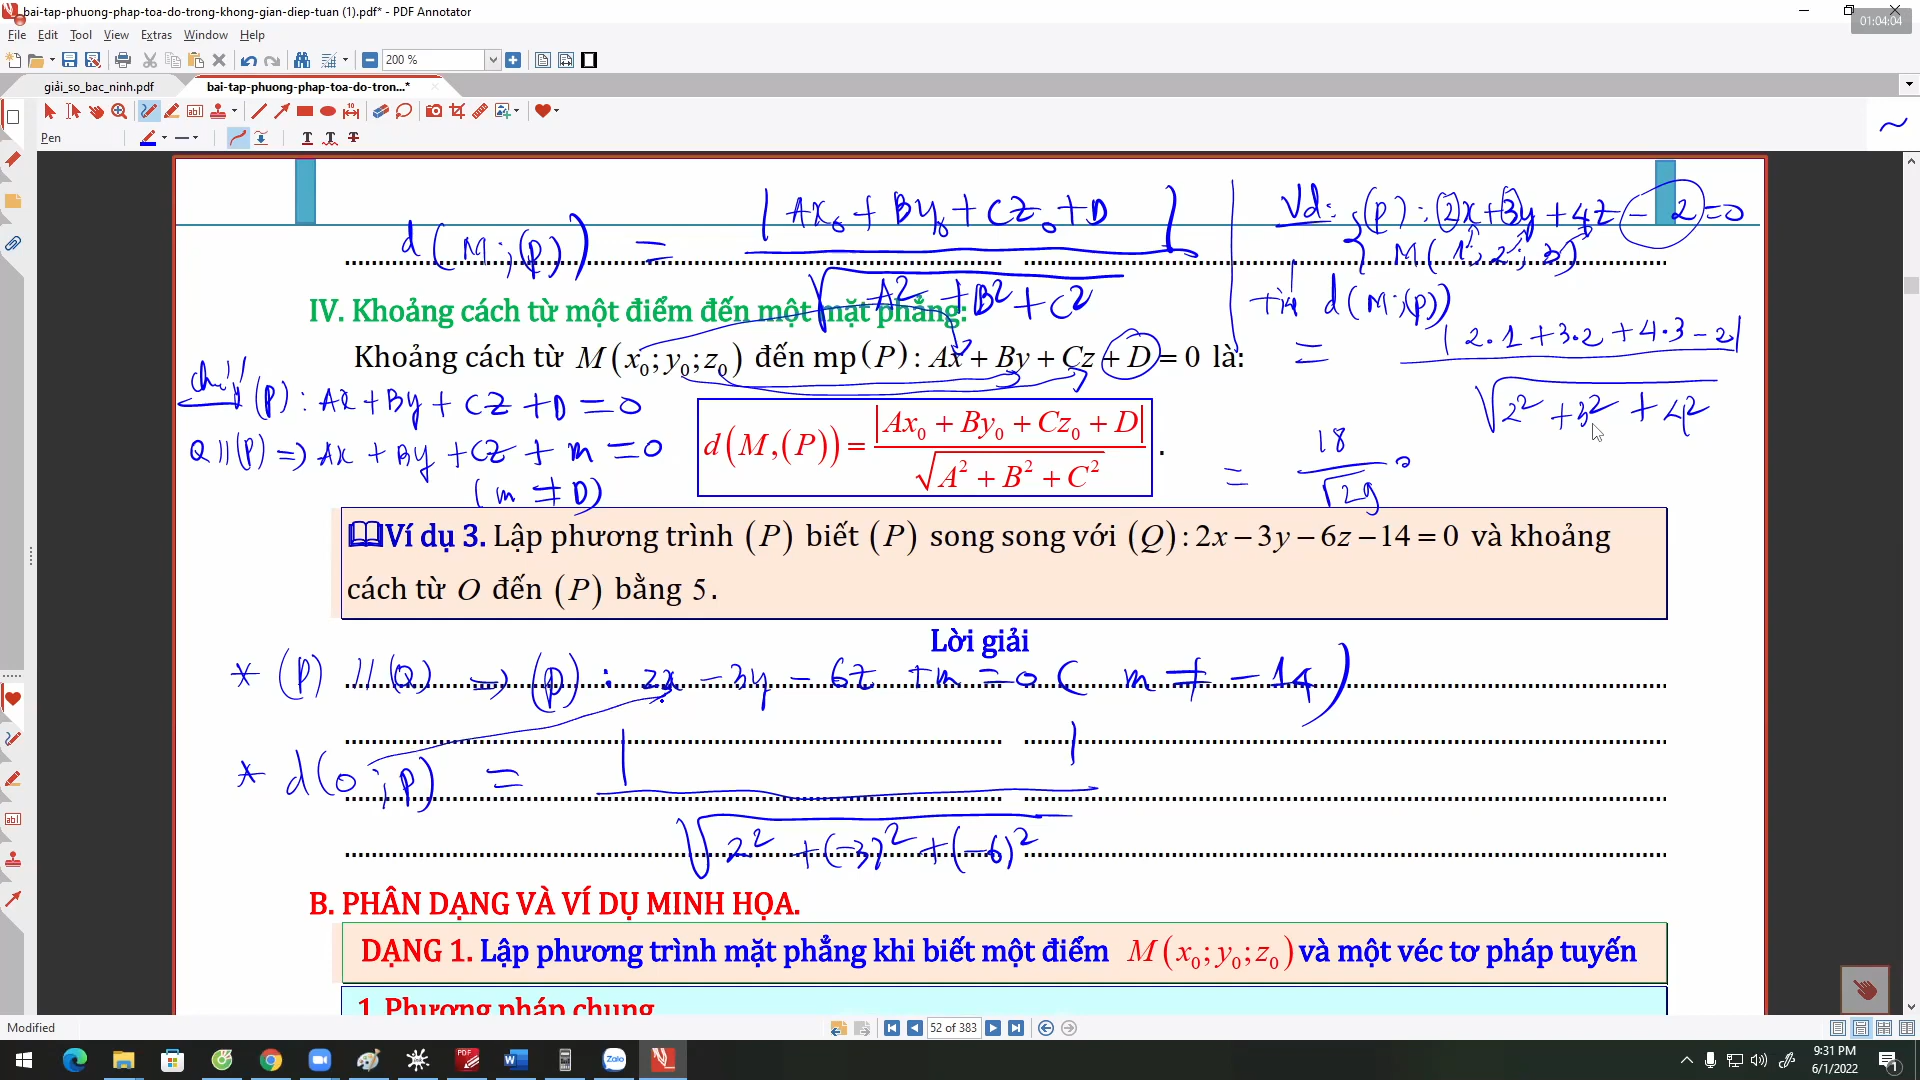 bai-tap-phuong-phap-toa-do-trong-khong-gian-diep-tuan (1).pdf* - PDF Annotator
01:04:04
File Edit Tool View Extras Window Help
200 %
giải_so_bac_ninh.pdf
bai-tap-phuong-phap-toa-do-tron...*
Pen
d(M;(P)) = |Ax₀ + By₀ + Cz₀ + D| / √(A² + B² + C²)
Vd: (P): 2x + 3y + 4z - 2 = 0
M(1; 2; 3)
d(M;(P))
= |2.1 + 3.2 + 4.3 - 2| / √(2² + 3² + 4²)
= 18 / √29
IV. Khoảng cách từ một điểm đến một mặt phẳng:
Khoảng cách từ M(x₀; y₀; z₀) đến mp(P): Ax + By + Cz + D = 0 là:
(P): Ax + By + Cz + D = 0
Q // (P) => Ax + By + Cz + m = 0
(m ≠ D)
d(M,(P)) = |Ax₀ + By₀ + Cz₀ + D| / √(A² + B² + C²) .
Ví dụ 3. Lập phương trình (P) biết (P) song song với (Q): 2x − 3y − 6z − 14 = 0 và khoảng
cách từ O đến (P) bằng 5.
Lời giải
* (P) // (Q) => (P): 2x - 3y - 6z + m = 0 (m ≠ -14)
* d(O;P) = | | / √(2² + (-3)² + (-6)²)
B. PHÂN DẠNG VÀ VÍ DỤ MINH HỌA.
DẠNG 1. Lập phương trình mặt phẳng khi biết một điểm M(x₀; y₀; z₀) và một véc tơ pháp tuyến
1. Phương pháp chung
Modified
52 of 383
9:31 PM
6/1/2022